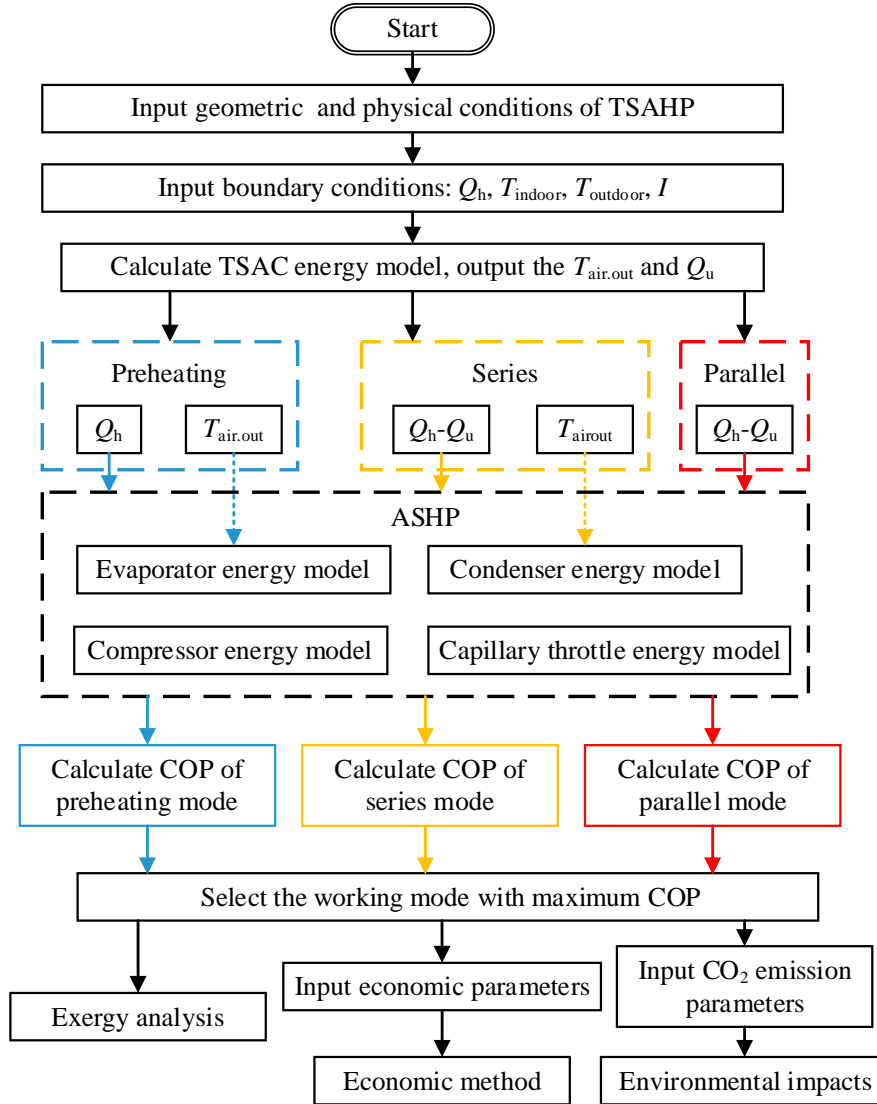 Start
Input geometric and physical conditions of TSAHP
Input boundary conditions: Qh, Tindoor, Toutdoor, I
Calculate TSAC energy model, output the Tair.out and Qu
Preheating
Series
Parallel
Qh
Tair.out
Qh-Qu
Tairout
Qh-Qu
ASHP
Evaporator energy model
Condenser energy model
Compressor energy model
Capillary throttle energy model
Calculate COP of
preheating mode
Calculate COP of
series mode
Calculate COP of
parallel mode
Select the working mode with maximum COP
Exergy analysis
Input economic parameters
Input CO2 emission
parameters
Economic method
Environmental impacts